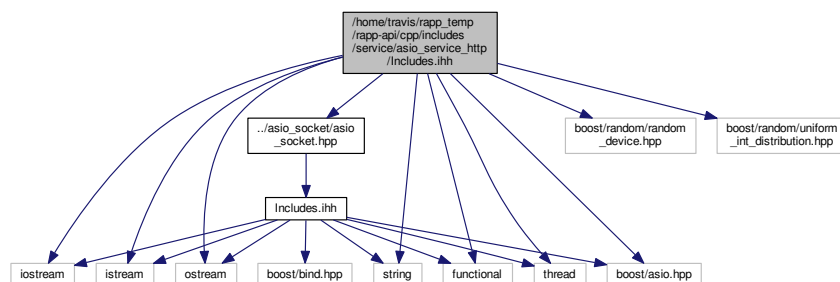 /home/travis/rapp_temp
/rapp-api/cpp/includes
/service/asio_service_http
/Includes.ihh
../asio_socket/asio
_socket.hpp
boost/random/random
_device.hpp
boost/random/uniform
_int_distribution.hpp
Includes.ihh
iostream
istream
ostream
boost/bind.hpp
string
functional
thread
boost/asio.hpp